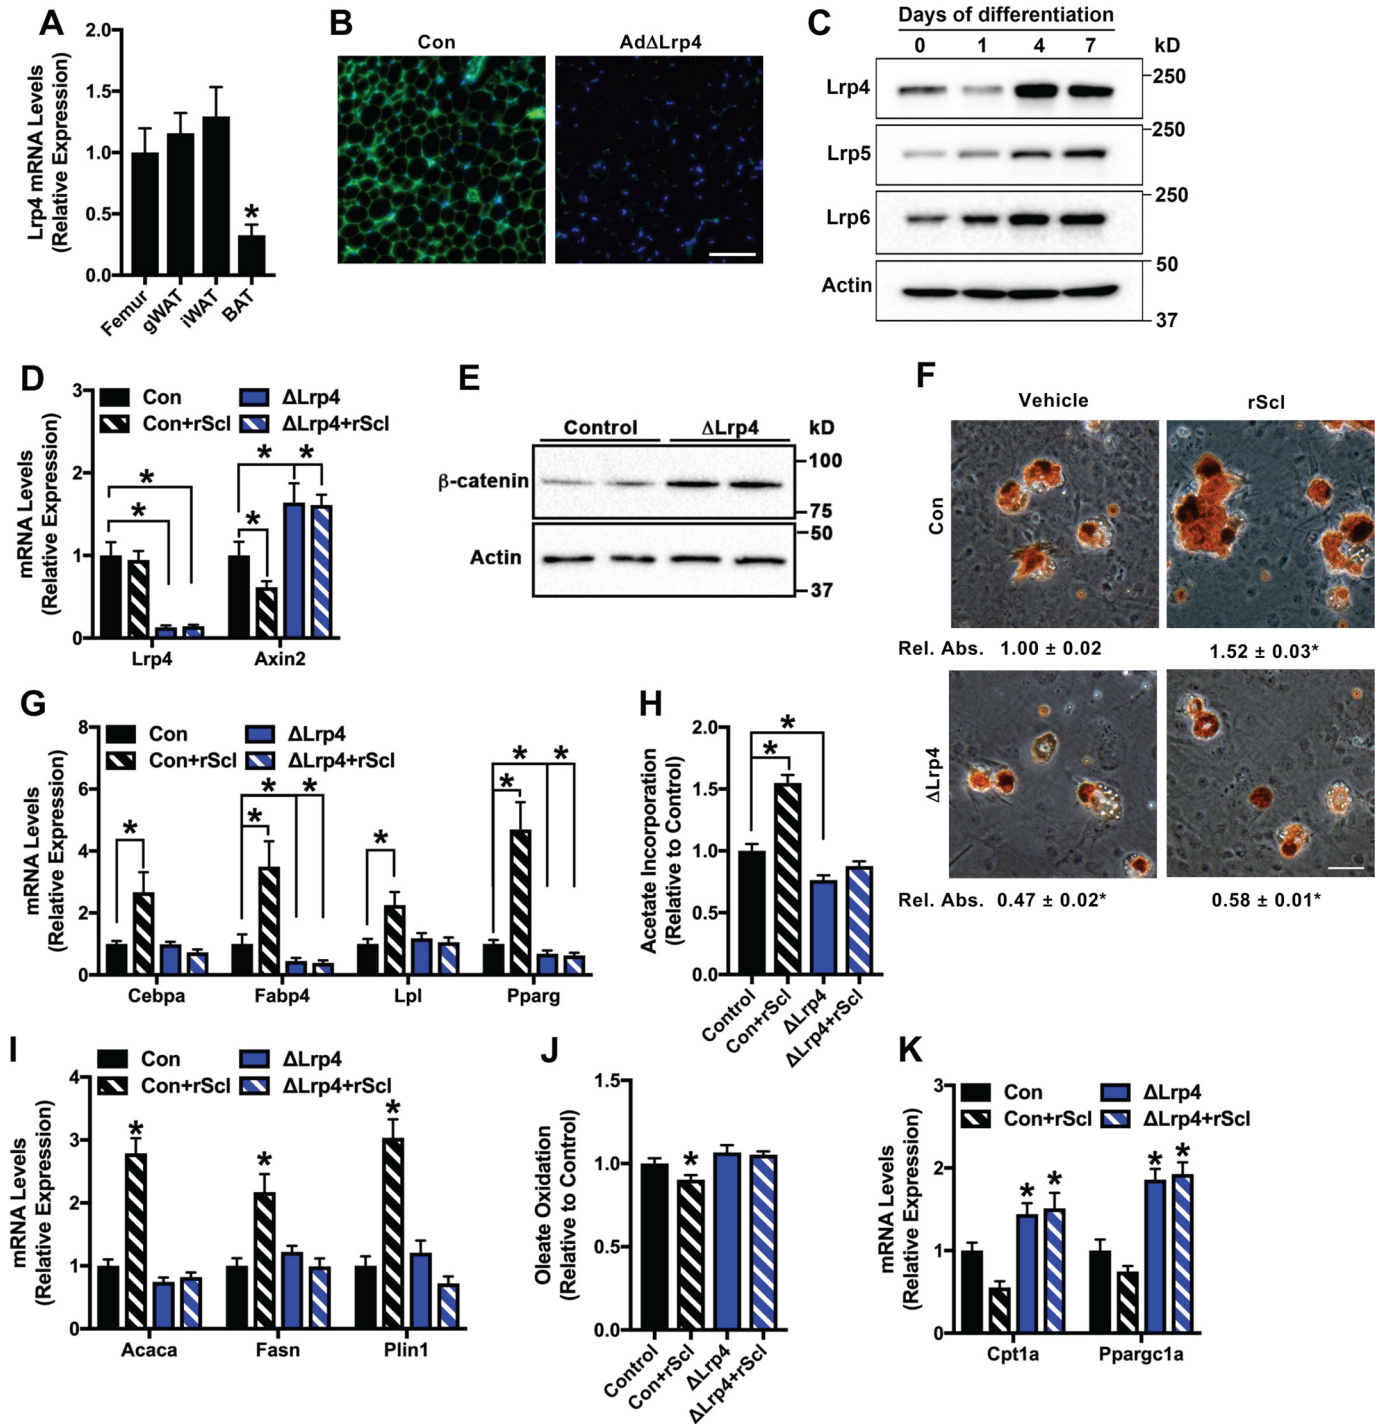 A
Lrp4 mRNA Levels
(Relative Expression)
2.0
1.5
1.0
0.5
0.0
*
Femur
gWAT
iWAT
BAT
B
Con
AdΔLrp4
C
Days of differentiation
0 1 4 7 kD
Lrp4
250
Lrp5
250
Lrp6
250
Actin
50
37
D
mRNA Levels
(Relative Expression)
3
2
1
0
Con
ΔLrp4
Con+rScl
ΔLrp4+rScl
* * * * *
Lrp4
Axin2
E
Control
ΔLrp4
kD
β-catenin
100
75
Actin
50
37
F
Vehicle
rScl
Con
Rel. Abs. 1.00 ± 0.02
1.52 ± 0.03*
ΔLrp4
Rel. Abs. 0.47 ± 0.02*
0.58 ± 0.01*
G
mRNA Levels
(Relative Expression)
8
6
4
2
0
Con
ΔLrp4
Con+rScl
ΔLrp4+rScl
* * * * * * * *
Cebpa
Fabp4
Lpl
Pparg
H
Acetate Incorporation
(Relative to Control)
2.0
1.5
1.0
0.5
0.0
* *
Control
Con+rScl
ΔLrp4
ΔLrp4+rScl
I
mRNA Levels
(Relative Expression)
4
3
2
1
0
Con
ΔLrp4
Con+rScl
ΔLrp4+rScl
* * *
Acaca
Fasn
Plin1
J
Oleate Oxidation
(Relative to Control)
1.5
1.0
0.5
0.0
*
Control
Con+rScl
ΔLrp4
ΔLrp4+rScl
K
mRNA Levels
(Relative Expression)
3
2
1
0
Con
ΔLrp4
Con+rScl
ΔLrp4+rScl
* * * *
Cpt1a
Ppargc1a